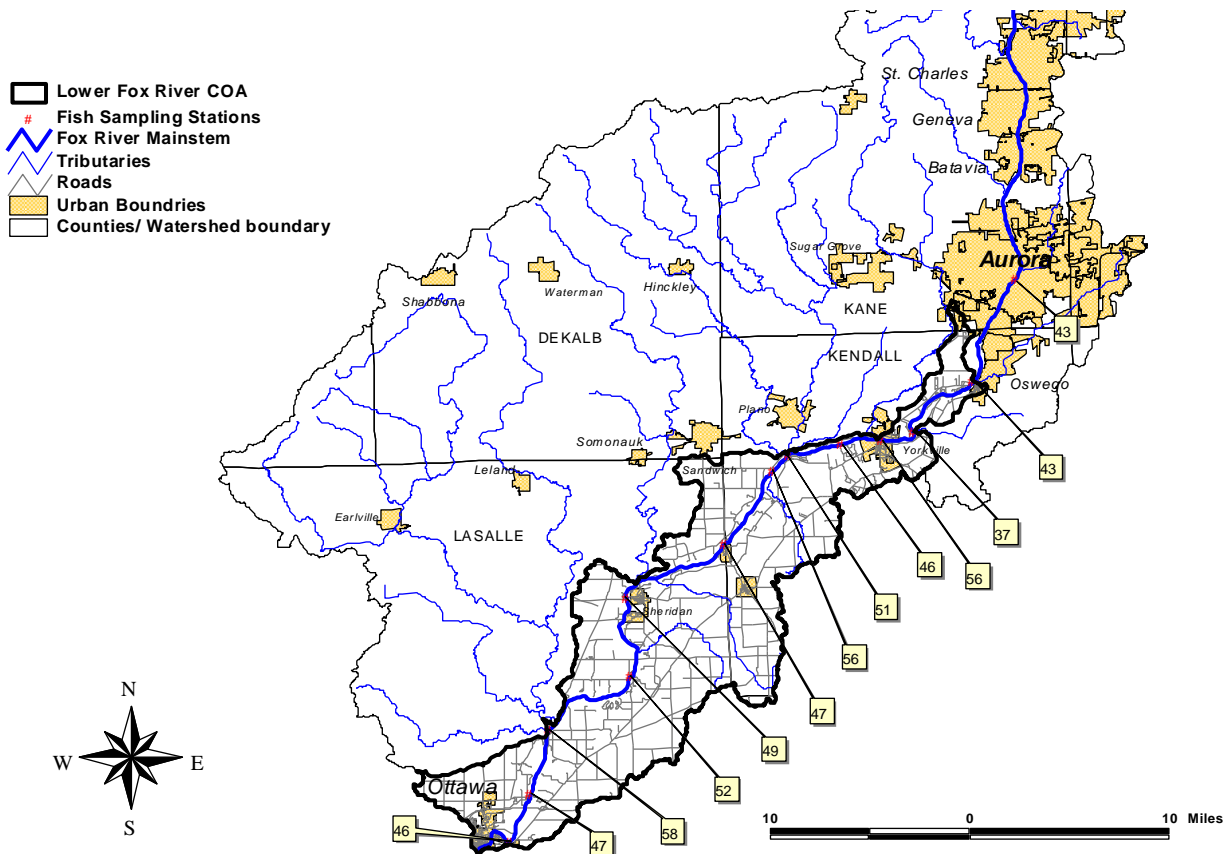 Lower Fox River COA
# Fish Sampling Stations
Fox River Mainstem
Tributaries
Roads
Urban Boundries
Counties/ Watershed boundary
St. Charles
Geneva
Batavia
Sugar Grove
Aurora
Shabbona
Waterman
Hinckley
KANE
43
DEKALB
KENDALL
Oswego
Plano
Somonauk
Yorkville
Sandwich
43
Leland
Earlville
LASALLE
37
46
56
51
Sheridan
56
47
49
N
W E
S
52
Ottawa
46
47
58
10 0 10 Miles